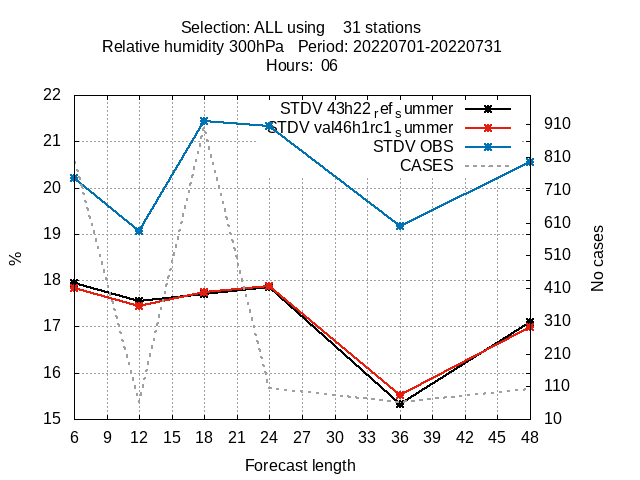 Selection: ALL using    31 stations
Relative humidity 300hPa   Period: 20220701-20220731
Hours:  06
STDV 43h22refsummer
STDV val46h1rc1summer
STDV OBS
CASES
22
21
20
19
18
17
16
15
%
910
810
710
610
510
410
310
210
110
10
No cases
6 9 12 15 18 21 24 27 30 33 36 39 42 45 48
Forecast length